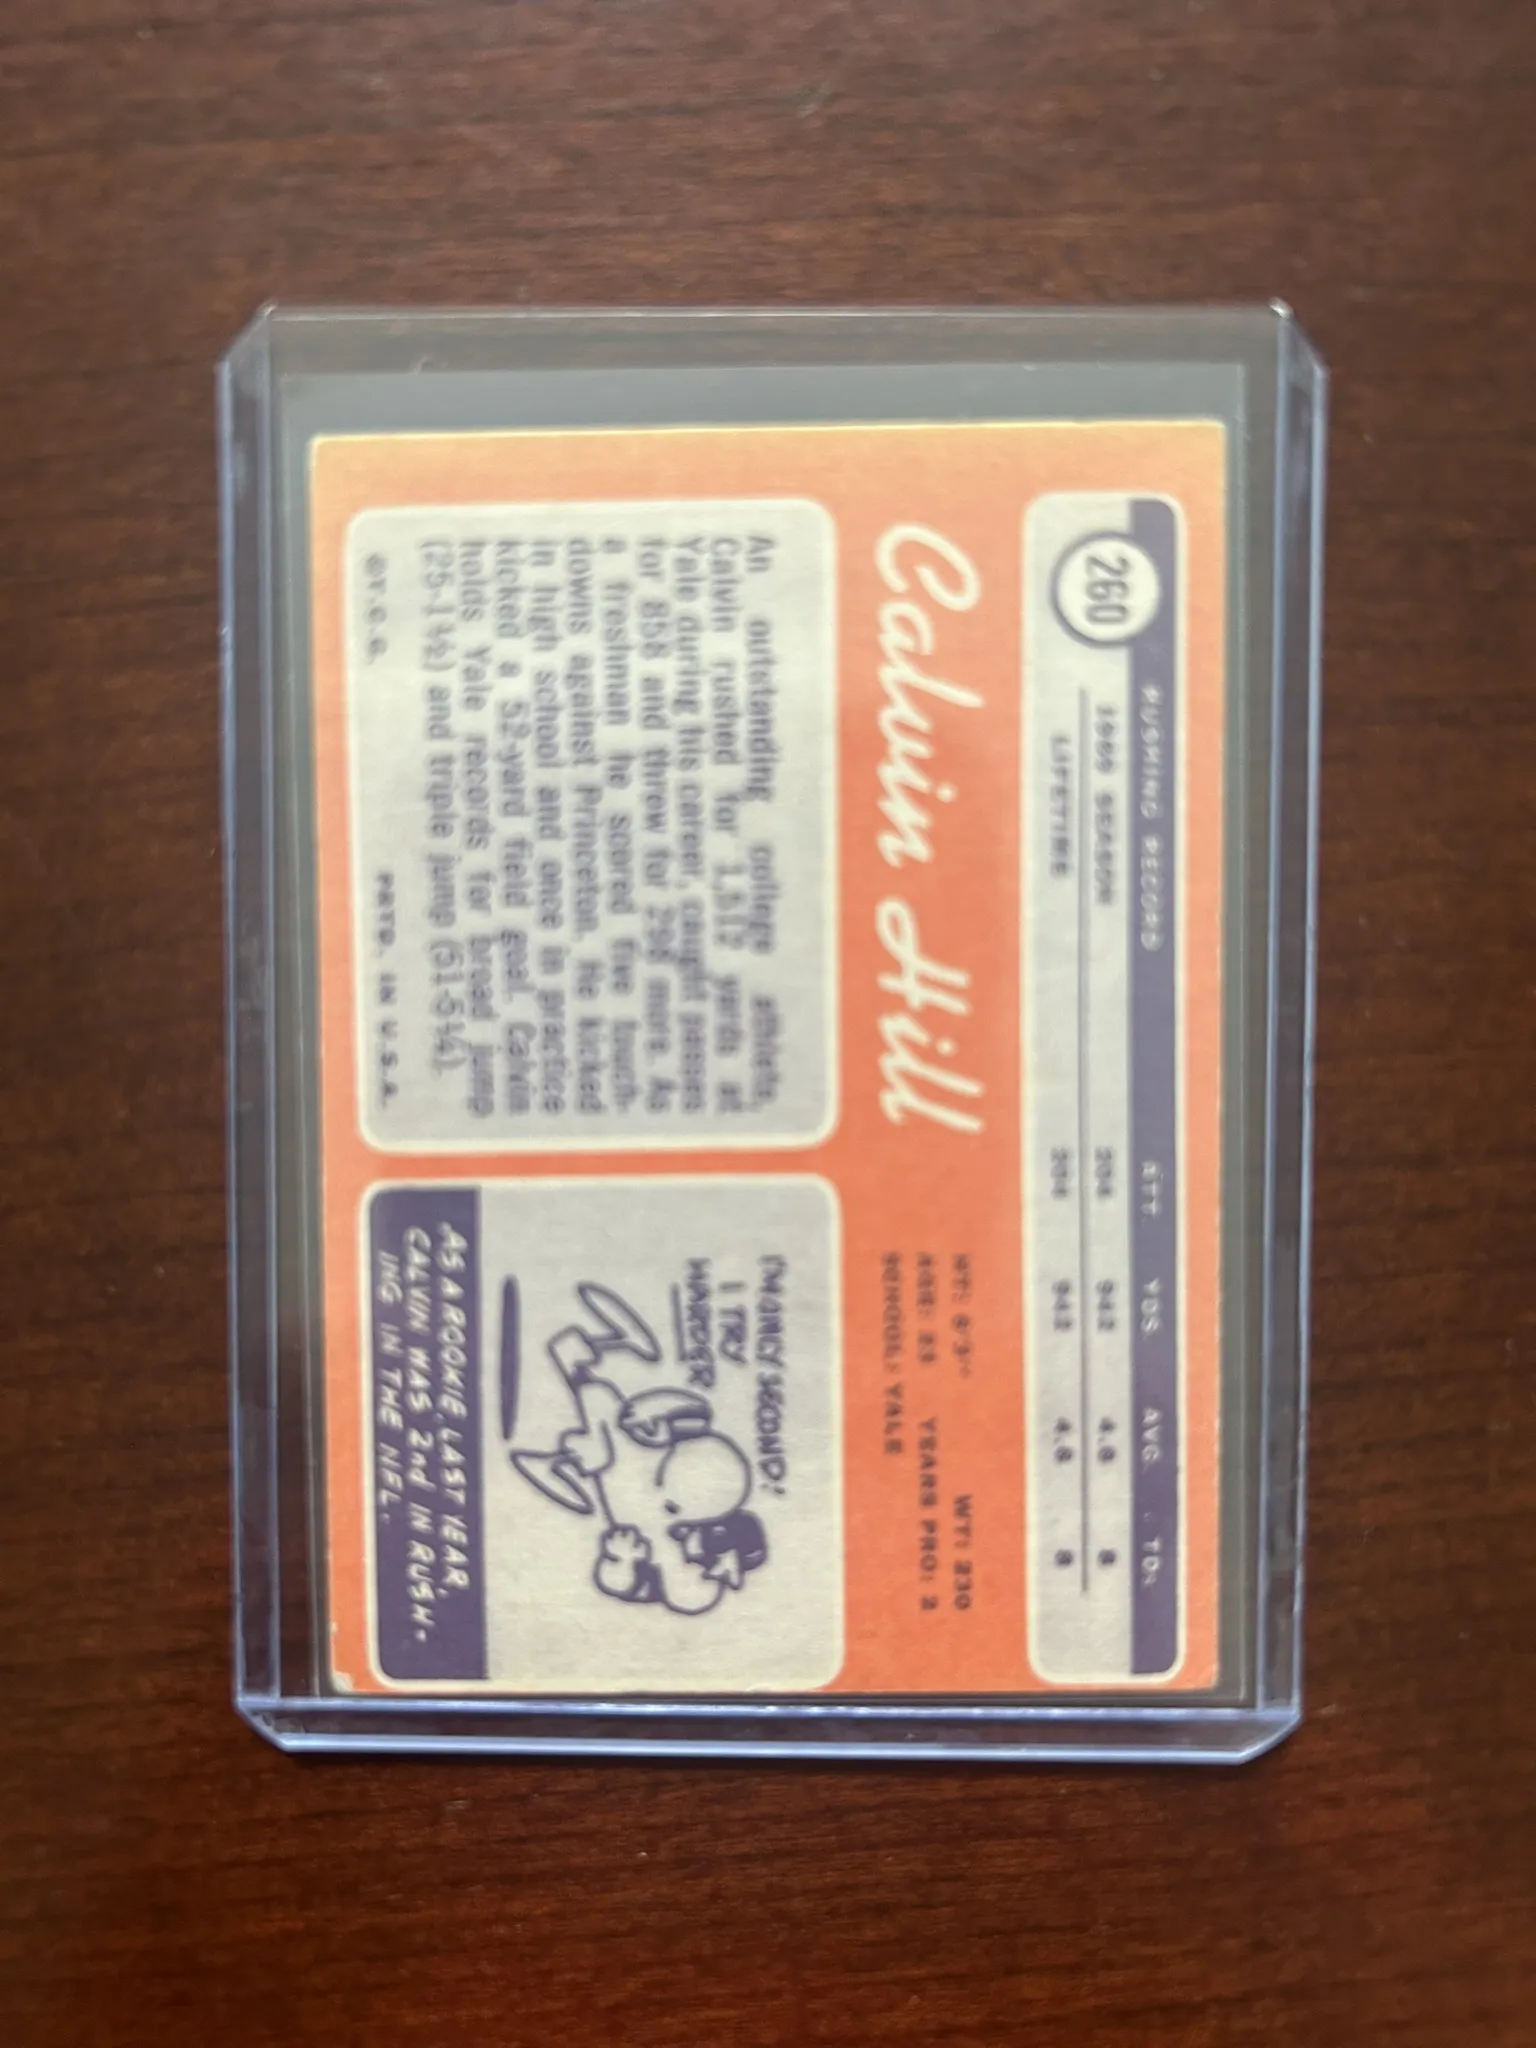 260
RUSHING RECORD ATT. YDS AVG. TDs
1969 SEASON 204 942 4.6 8
LIFETIME 204 942 4.6 8
Calvin Hill
HT: 6'3" WT: 230
AGE: 23 YEARS PRO: 2
SCHOOL: YALE
An outstanding college athlete,
Calvin rushed for 1,512 yards at
Yale during his career, caught passes
for 858 and threw for 298 more. As
a freshman he scored five touch-
downs against Princeton. He kicked
in high school and once in practice
kicked a 52-yard field goal. Calvin
holds Yale records for broad jump
(25-1½) and triple jump (51-5¼).
©T.C.G. PRTD. IN U.S.A.
I'M ONLY SECOND!
I TRY
HARDER
AS A ROOKIE, LAST YEAR,
CALVIN WAS 2nd IN RUSH-
ING IN THE NFL.